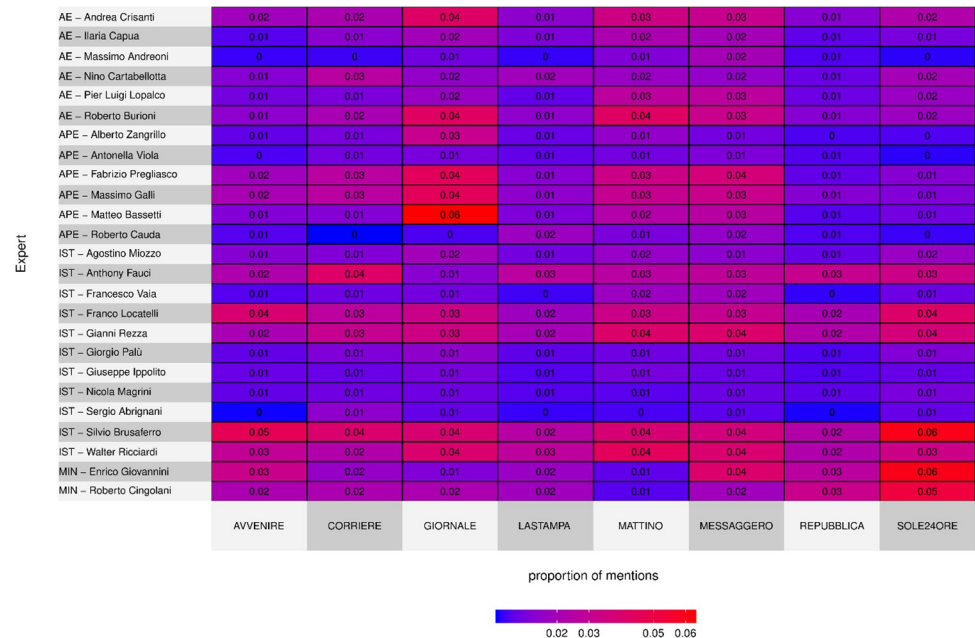 AE – Andrea Crisanti 0.02 0.02 0.04 0.01 0.03 0.03 0.01 0.02
AE – Ilaria Capua 0.01 0.01 0.02 0.01 0.02 0.02 0.01 0.01
AE – Massimo Andreoni 0 0 0.01 0 0.01 0.02 0.01 0
AE – Nino Cartabellotta 0.01 0.03 0.02 0.02 0.02 0.02 0.01 0.02
AE – Pier Luigi Lopalco 0.01 0.01 0.02 0.01 0.03 0.03 0.01 0.02
AE – Roberto Burioni 0.01 0.02 0.04 0.01 0.04 0.03 0.01 0.02
APE – Alberto Zangrillo 0.01 0.01 0.03 0.01 0.01 0.01 0 0
APE – Antonella Viola 0 0.01 0.01 0.01 0.01 0.01 0.01 0
APE – Fabrizio Pregliasco 0.02 0.03 0.04 0.01 0.03 0.04 0.01 0.01
APE – Massimo Galli 0.02 0.03 0.04 0.01 0.03 0.03 0.01 0.01
APE – Matteo Bassetti 0.01 0.01 0.06 0.01 0.02 0.03 0.01 0.01
APE – Roberto Cauda 0.01 0 0 0.02 0.01 0.01 0.01 0
IST – Agostino Miozzo 0.01 0.01 0.02 0.01 0.02 0.01 0.01 0.02
IST – Anthony Fauci 0.02 0.04 0.01 0.03 0.03 0.03 0.03 0.03
IST – Francesco Vaia 0.01 0.01 0.01 0 0.02 0.02 0 0.01
IST – Franco Locatelli 0.04 0.03 0.03 0.02 0.03 0.03 0.02 0.04
IST – Gianni Rezza 0.02 0.03 0.03 0.02 0.04 0.04 0.02 0.04
IST – Giorgio Palù 0.01 0.01 0.01 0.01 0.01 0.01 0.01 0.01
IST – Giuseppe Ippolito 0.01 0.01 0.01 0.01 0.01 0.01 0.01 0.01
IST – Nicola Magrini 0.01 0.01 0.01 0.01 0.01 0.01 0.01 0.01
IST – Sergio Abrignani 0 0.01 0.01 0 0 0.01 0 0.01
IST – Silvio Brusaferro 0.05 0.04 0.04 0.02 0.04 0.04 0.02 0.06
IST – Walter Ricciardi 0.03 0.02 0.04 0.03 0.04 0.04 0.02 0.03
MIN – Enrico Giovannini 0.03 0.02 0.01 0.02 0.01 0.04 0.03 0.06
MIN – Roberto Cingolani 0.02 0.02 0.02 0.02 0.01 0.02 0.03 0.05
Expert
AVVENIRE CORRIERE GIORNALE LASTAMPA MATTINO MESSAGGERO REPUBBLICA SOLE24ORE
proportion of mentions
0.02 0.03 0.05 0.06